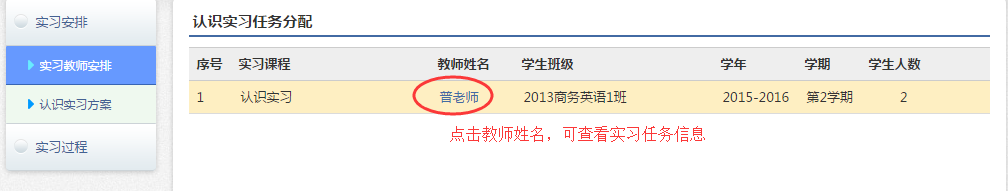 实习安排
实习教师安排
认识实习方案
实习过程
认识实习任务分配
序号 实习课程 教师姓名 学生班级 学年 学期 学生人数
1 认识实习 普老师 2013商务英语1班 2015-2016 第2学期 2
点击教师姓名，可查看实习任务信息